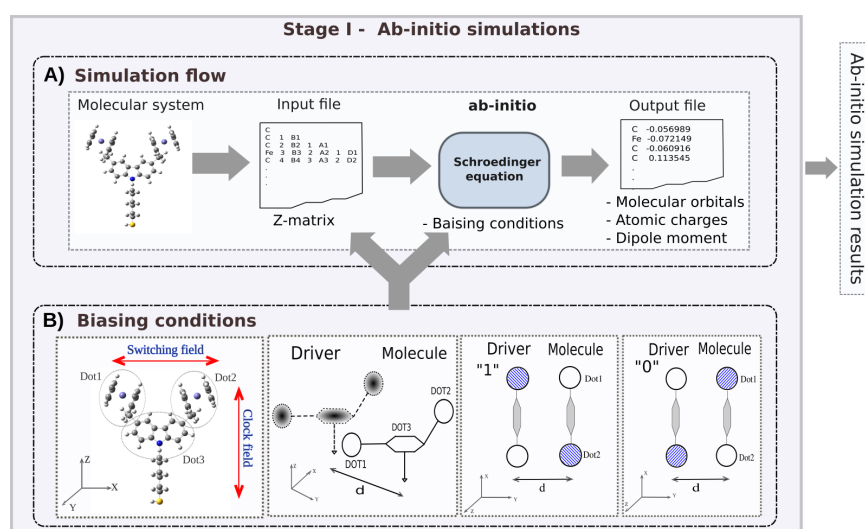 Stage I - Ab-initio simulations
A) Simulation flow
Molecular system
Input file
ab-initio
Output file
C
C 1 B1
C 2 B2 1 A1
Fe 3 B3 2 A2 1 D1
C 4 B4 3 A3 2 D2
.
.
.
Schroedinger
equation
C -0.056989
Fe -0.072149
C -0.060916
C 0.113545
.
.
.
Z-matrix
- Baising conditions
- Molecular orbitals
- Atomic charges
- Dipole moment
Ab-initio simulation results
B) Biasing conditions
Switching field
Dot1
Dot2
Dot3
Clock field
Z
X
Y
Driver
Molecule
DOT2
DOT3
DOT1
Z
X
Y
d
Driver
Molecule
"1"
Dot1
Dot2
Z
X
Y
d
Driver
Molecule
"0"
Dot1
Dot2
Z
X
d